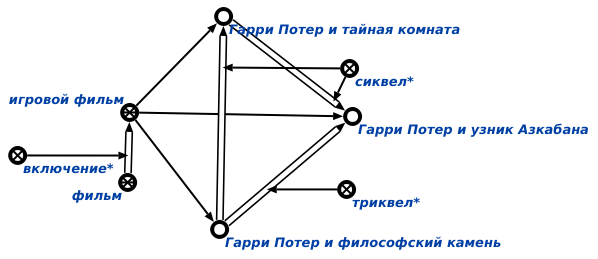 Гарри Потер и тайная комната
сиквел*
игровой фильм
Гарри Потер и узник Азкабана
включение*
фильм
триквел*
Гарри Потер и философский камень